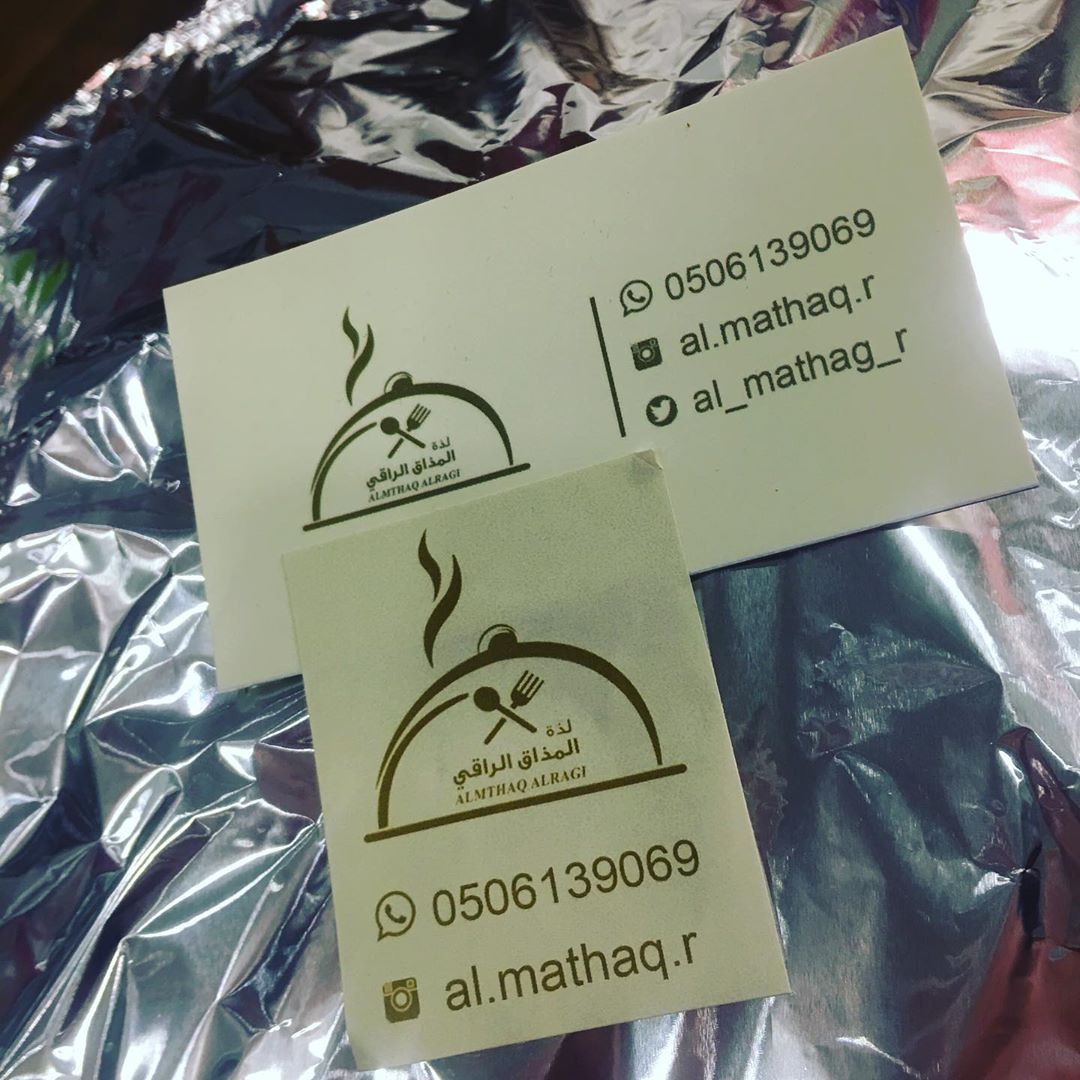 0506139069
al.mathaq.r
al_mathag_r
لذة
المذاق الراقي
ALMTHAQ ALRAGI
لذة
المذاق الراقي
ALMTHAQ ALRAGI
0506139069
al.mathaq.r